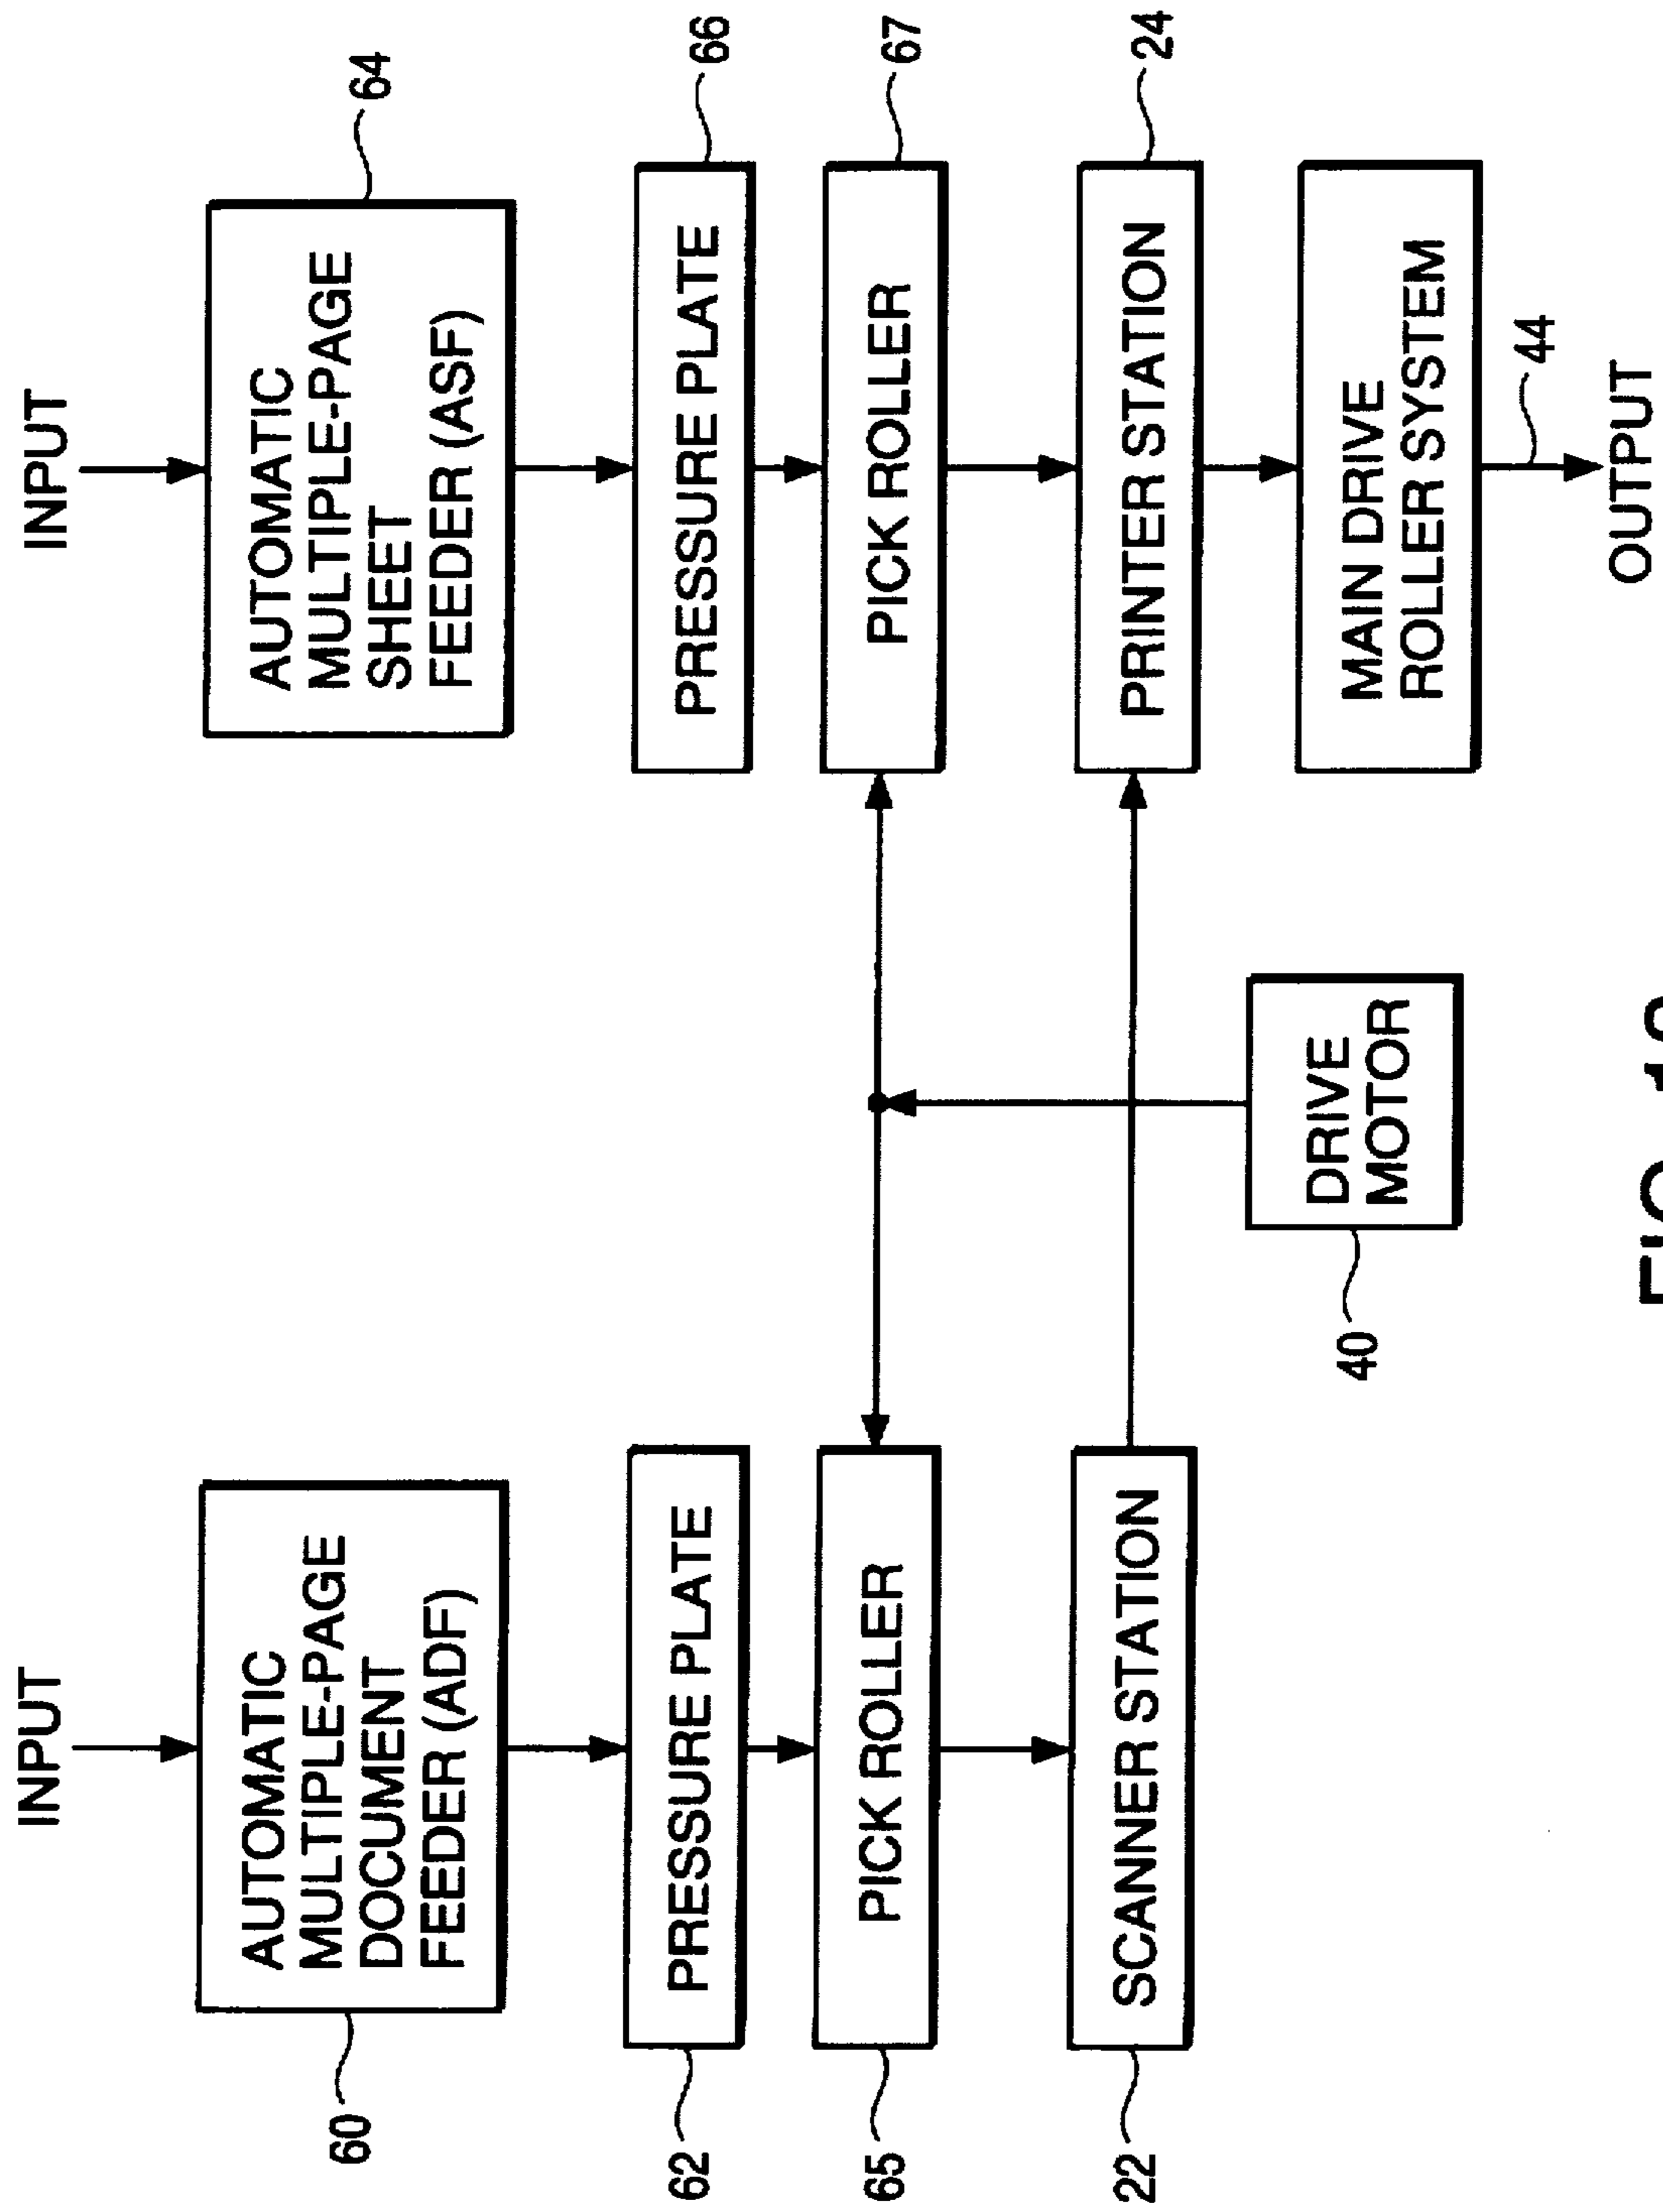 INPUT
AUTOMATIC
MULTIPLE-PAGE
DOCUMENT
FEEDER (ADF)
60
PRESSURE PLATE
62
PICK ROLLER
65
SCANNER STATION
22
DRIVE
MOTOR
40
INPUT
AUTOMATIC
MULTIPLE-PAGE
SHEET
FEEDER (ASF)
64
PRESSURE PLATE
66
PICK ROLLER
67
PRINTER STATION
24
MAIN DRIVE
ROLLER SYSTEM
44
OUTPUT
FIG.